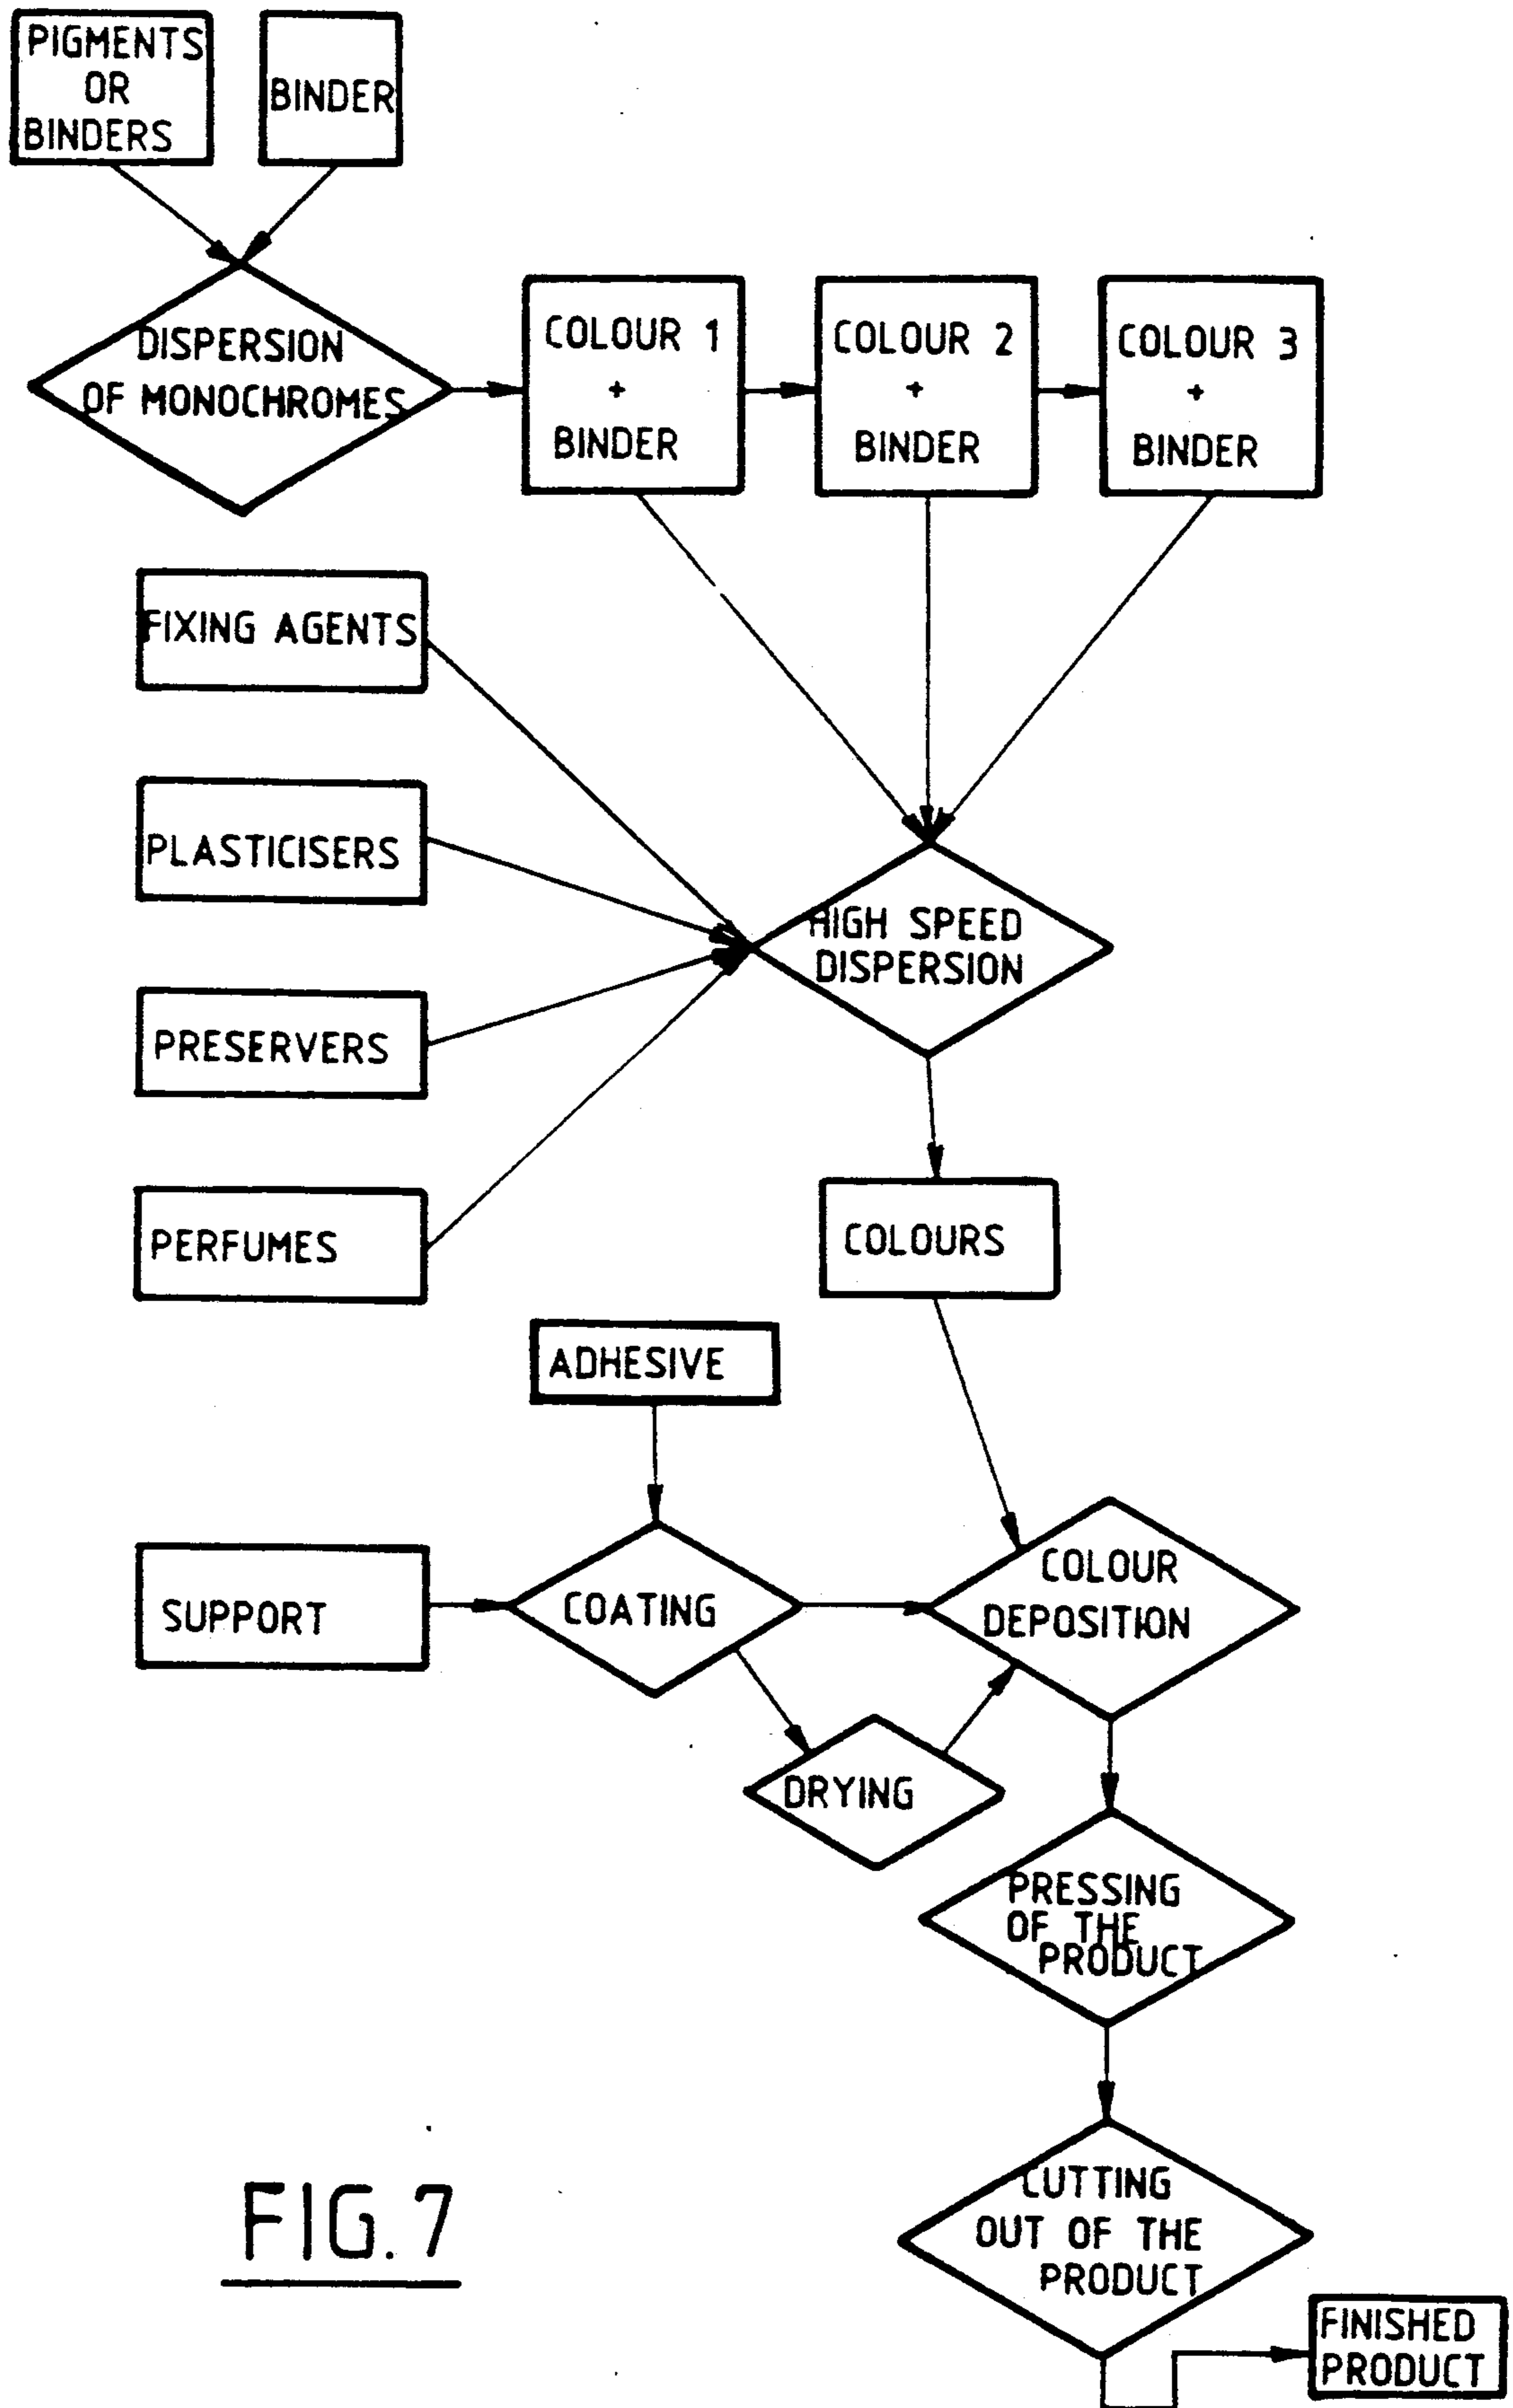 PIGMENTS
OR
BINDERS
BINDER
DISPERSION
OF MONOCHROMES
COLOUR 1
+
BINDER
COLOUR 2
+
BINDER
COLOUR 3
+
BINDER
FIXING AGENTS
PLASTICISERS
PRESERVERS
PERFUMES
HIGH SPEED
DISPERSION
COLOURS
ADHESIVE
SUPPORT
COATING
COLOUR
DEPOSITION
DRYING
PRESSING
OF THE
PRODUCT
CUTTING
OUT OF THE
PRODUCT
FINISHED
PRODUCT
FIG. 7